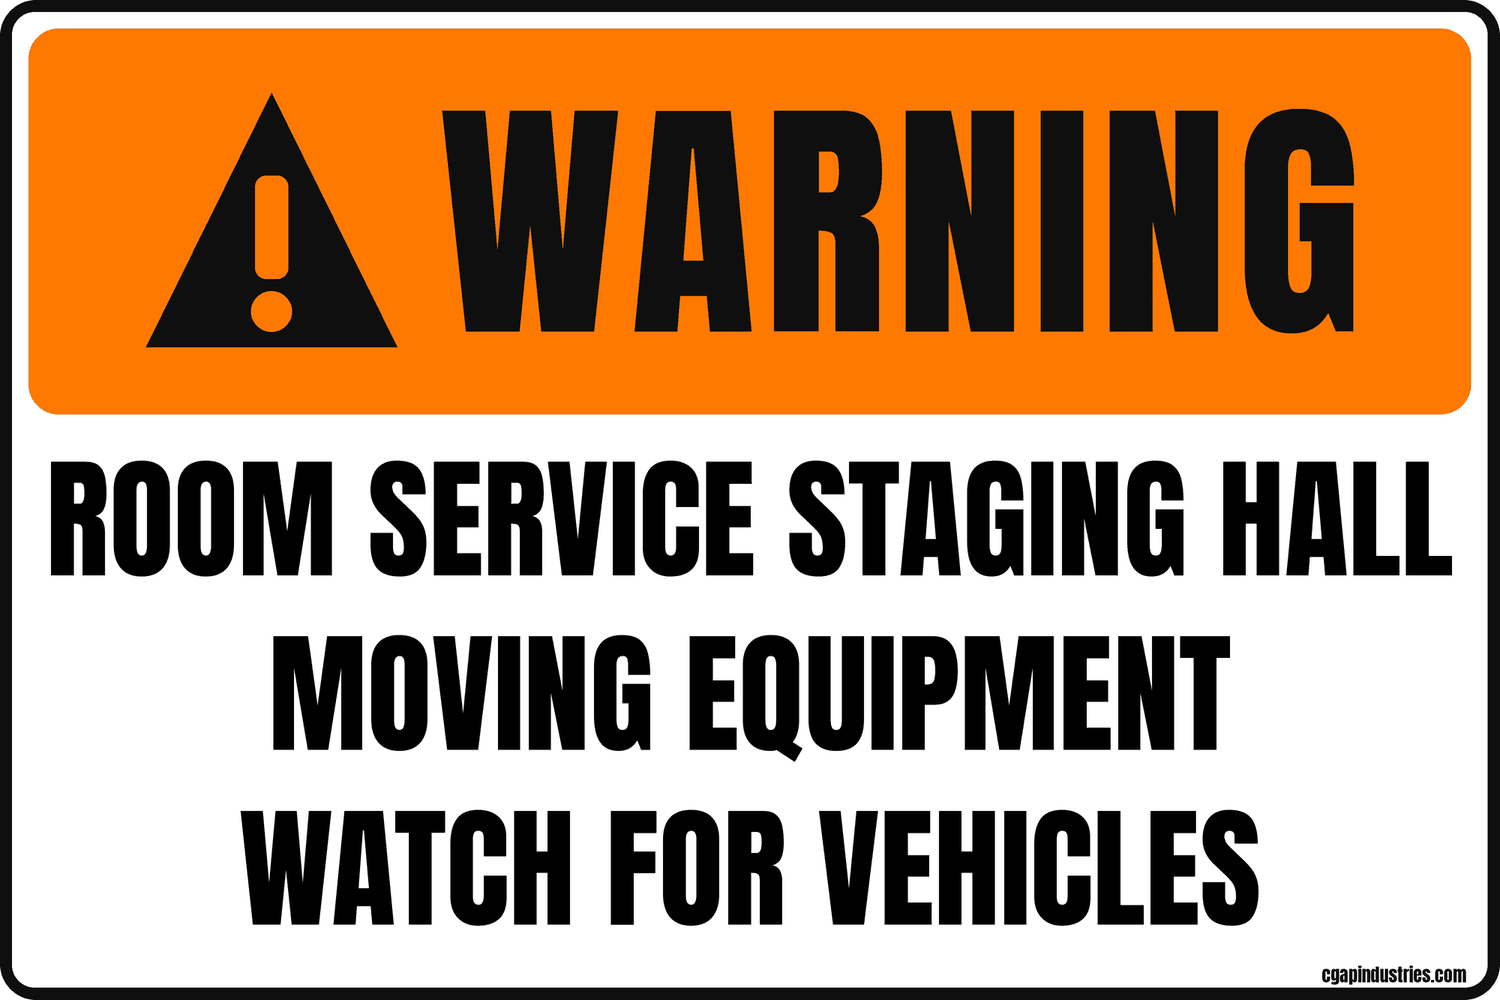 WARNING
ROOM SERVICE STAGING HALL
MOVING EQUIPMENT
WATCH FOR VEHICLES
cgapindustries.com